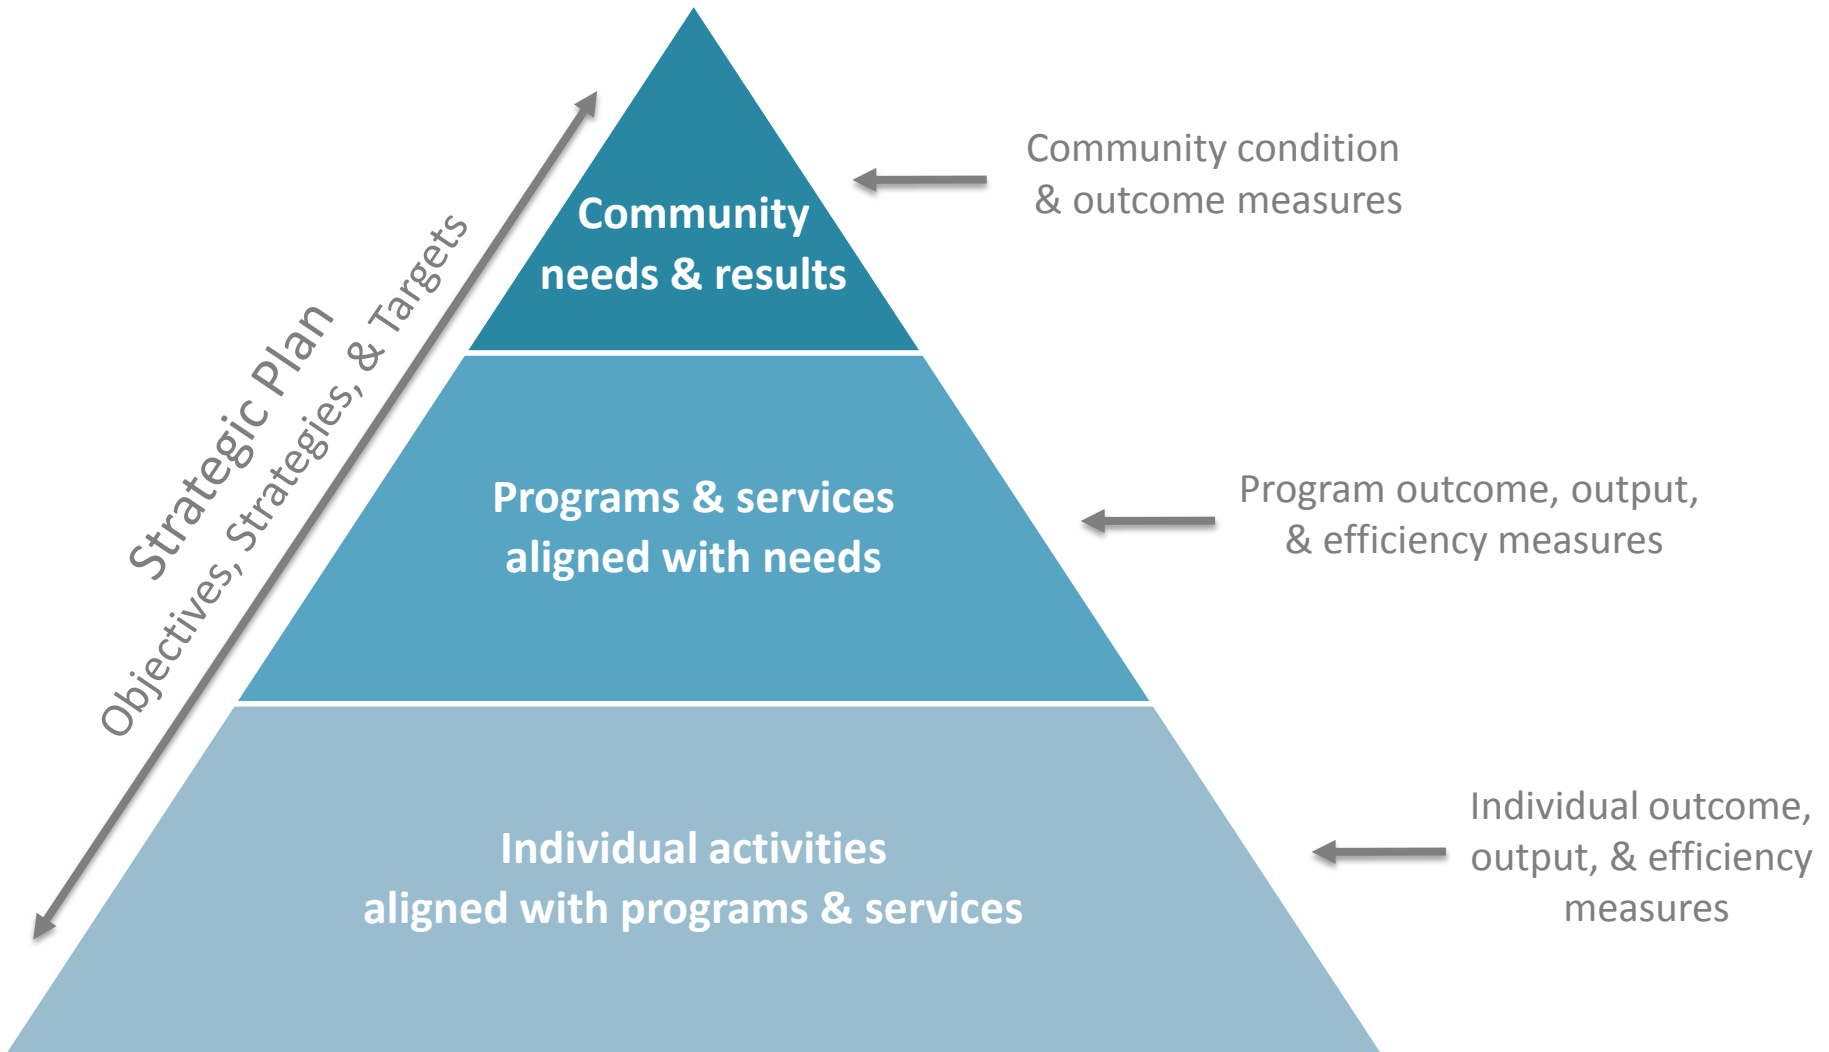 Strategic Plan
Objectives, Strategies, & Targets
Community
needs & results
Community condition
& outcome measures
Programs & services
aligned with needs
Program outcome, output,
& efficiency measures
Individual activities
aligned with programs & services
Individual outcome,
output, & efficiency
measures